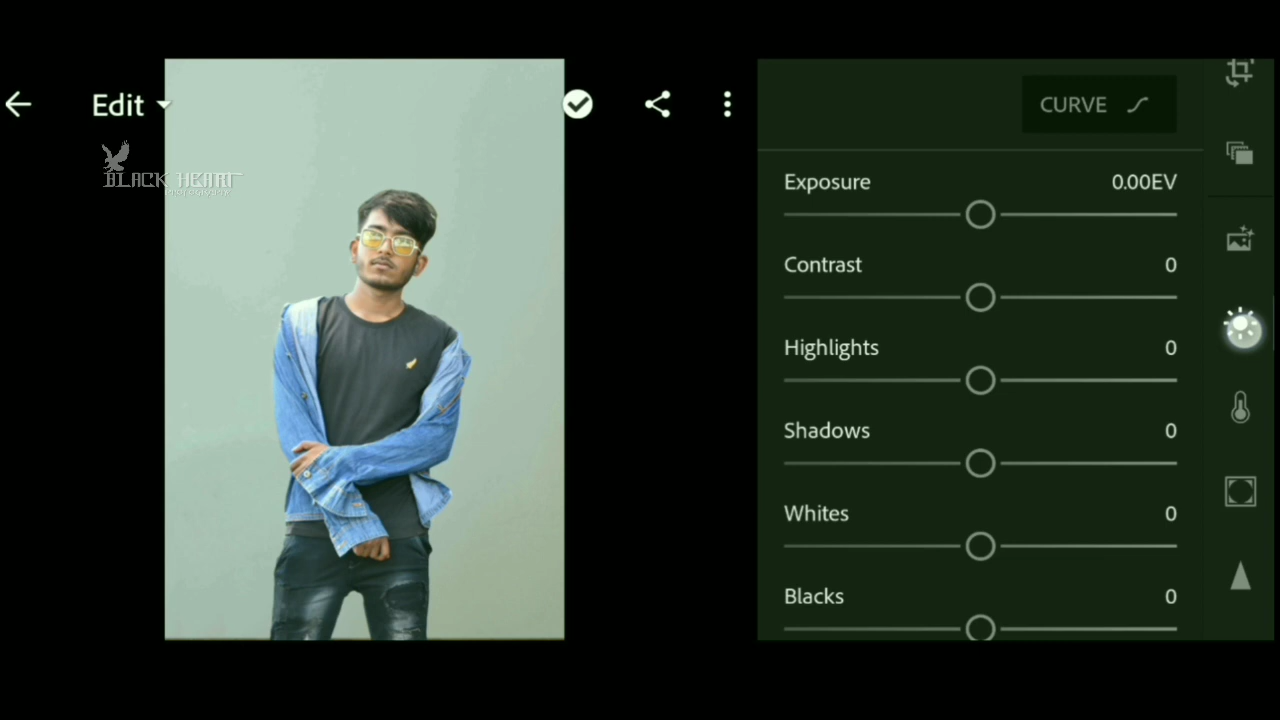 Edit
BLACK HEART
CURVE
Exposure 0.00EV
Contrast 0
Highlights 0
Shadows 0
Whites 0
Blacks 0